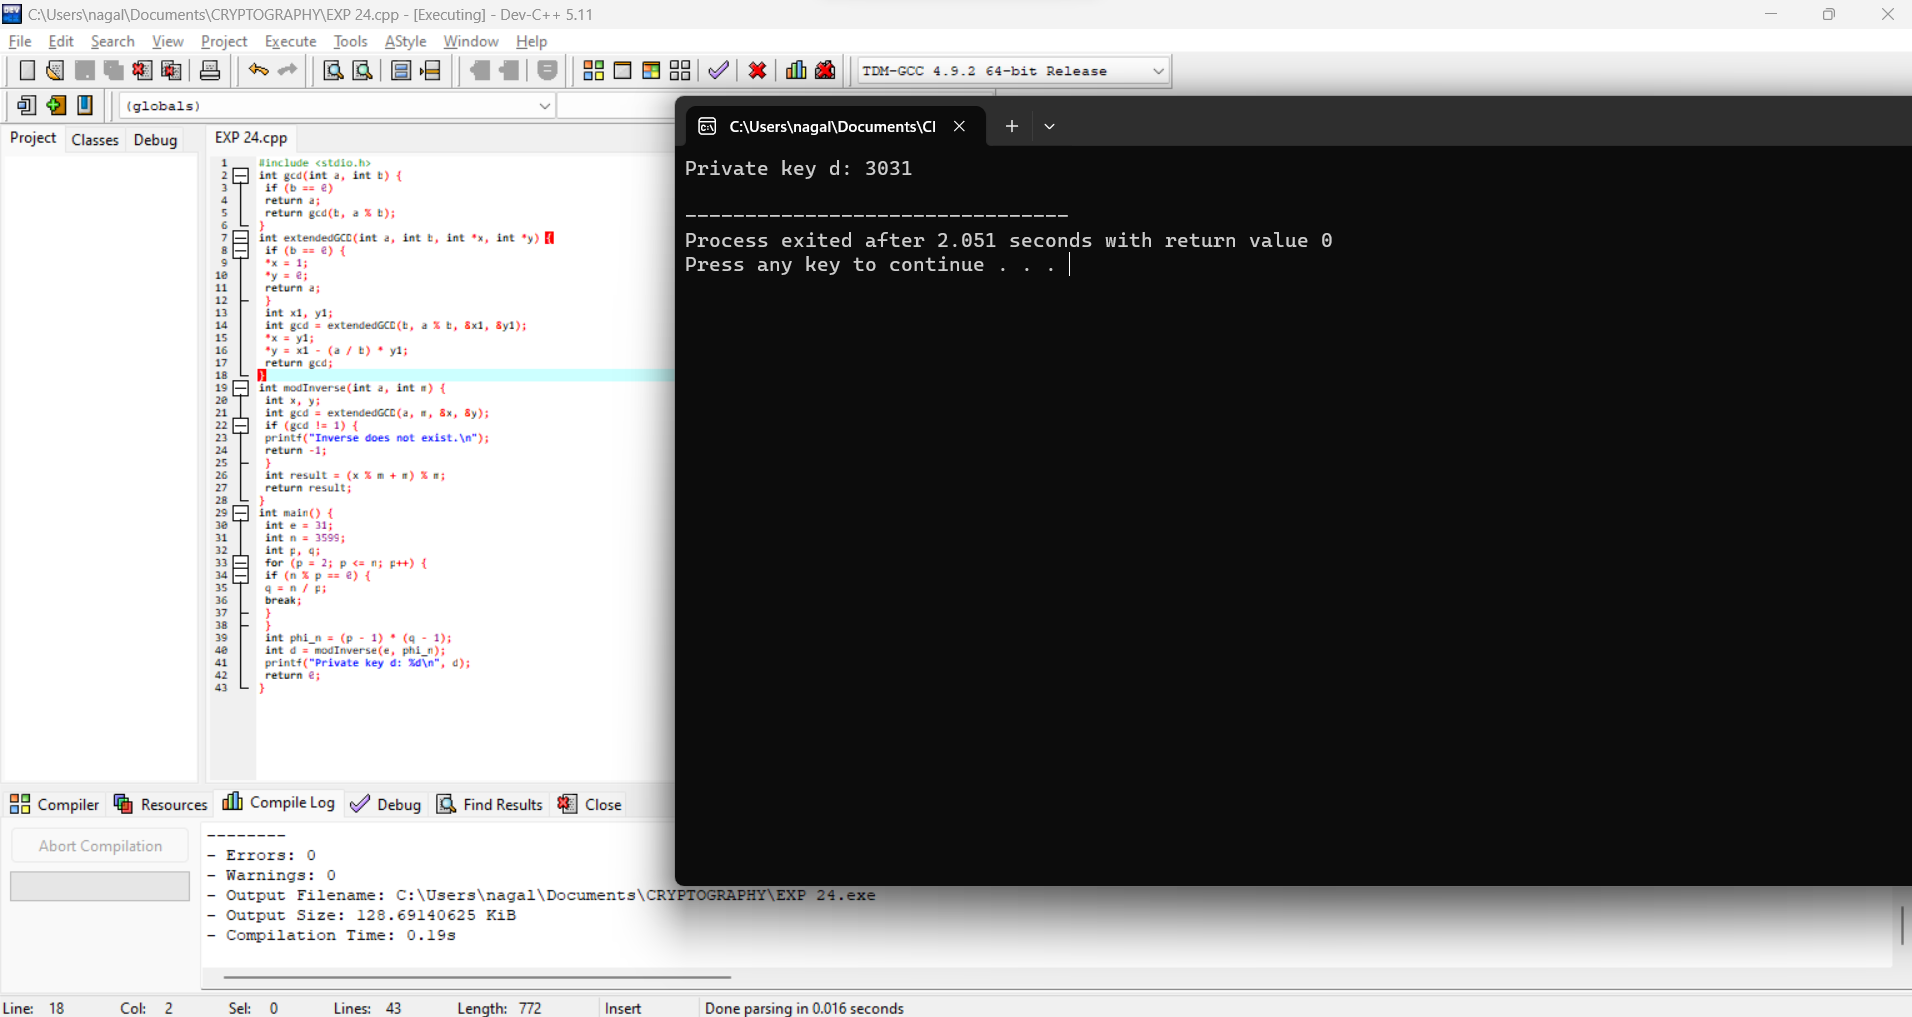 C:\Users\nagal\Documents\CRYPTOGRAPHY\EXP 24.cpp - [Executing] - Dev-C++ 5.11
File Edit Search View Project Execute Tools AStyle Window Help
TDM-GCC 4.9.2 64-bit Release
(globals)
Project Classes Debug
EXP 24.cpp
1 #include <stdio.h>
2 int gcd(int a, int b) {
3 if (b == 0)
4 return a;
5 return gcd(b, a % b);
6 }
7 int extendedGCD(int a, int b, int *x, int *y) {
8 if (b == 0) {
9 *x = 1;
10 *y = 0;
11 return a;
12 }
13 int x1, y1;
14 int gcd = extendedGCD(b, a % b, &x1, &y1);
15 *x = y1;
16 *y = x1 - (a / b) * y1;
17 return gcd;
18 }
19 int modInverse(int a, int m) {
20 int x, y;
21 int gcd = extendedGCD(a, m, &x, &y);
22 if (gcd != 1) {
23 printf("Inverse does not exist.\n");
24 return -1;
25 }
26 int result = (x % m + m) % m;
27 return result;
28 }
29 int main() {
30 int e = 31;
31 int n = 3599;
32 int p, q;
33 for (p = 2; p <= n; p++) {
34 if (n % p == 0) {
35 q = n / p;
36 break;
37 }
38 }
39 int phi_n = (p - 1) * (q - 1);
40 int d = modInverse(e, phi_n);
41 printf("Private key d: %d\n", d);
42 return 0;
43 }
C:\Users\nagal\Documents\CI
Private key d: 3031
--------------------------------
Process exited after 2.051 seconds with return value 0
Press any key to continue . . .
Compiler Resources Compile Log Debug Find Results Close
Abort Compilation
--------
- Errors: 0
- Warnings: 0
- Output Filename: C:\Users\nagal\Documents\CRYPTOGRAPHY\EXP 24.exe
- Output Size: 128.69140625 KiB
- Compilation Time: 0.19s
Line: 18 Col: 2 Sel: 0 Lines: 43 Length: 772 Insert Done parsing in 0.016 seconds